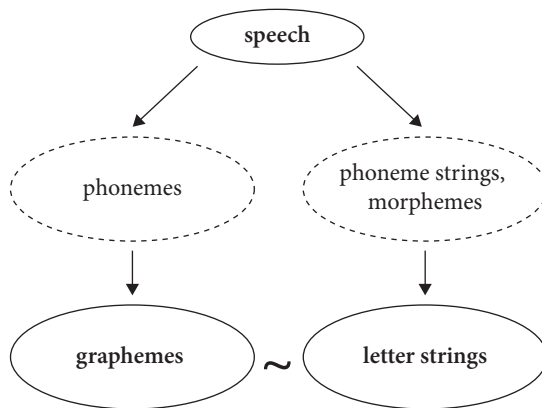 speech
phonemes
phoneme strings,
morphemes
graphemes ~ letter strings